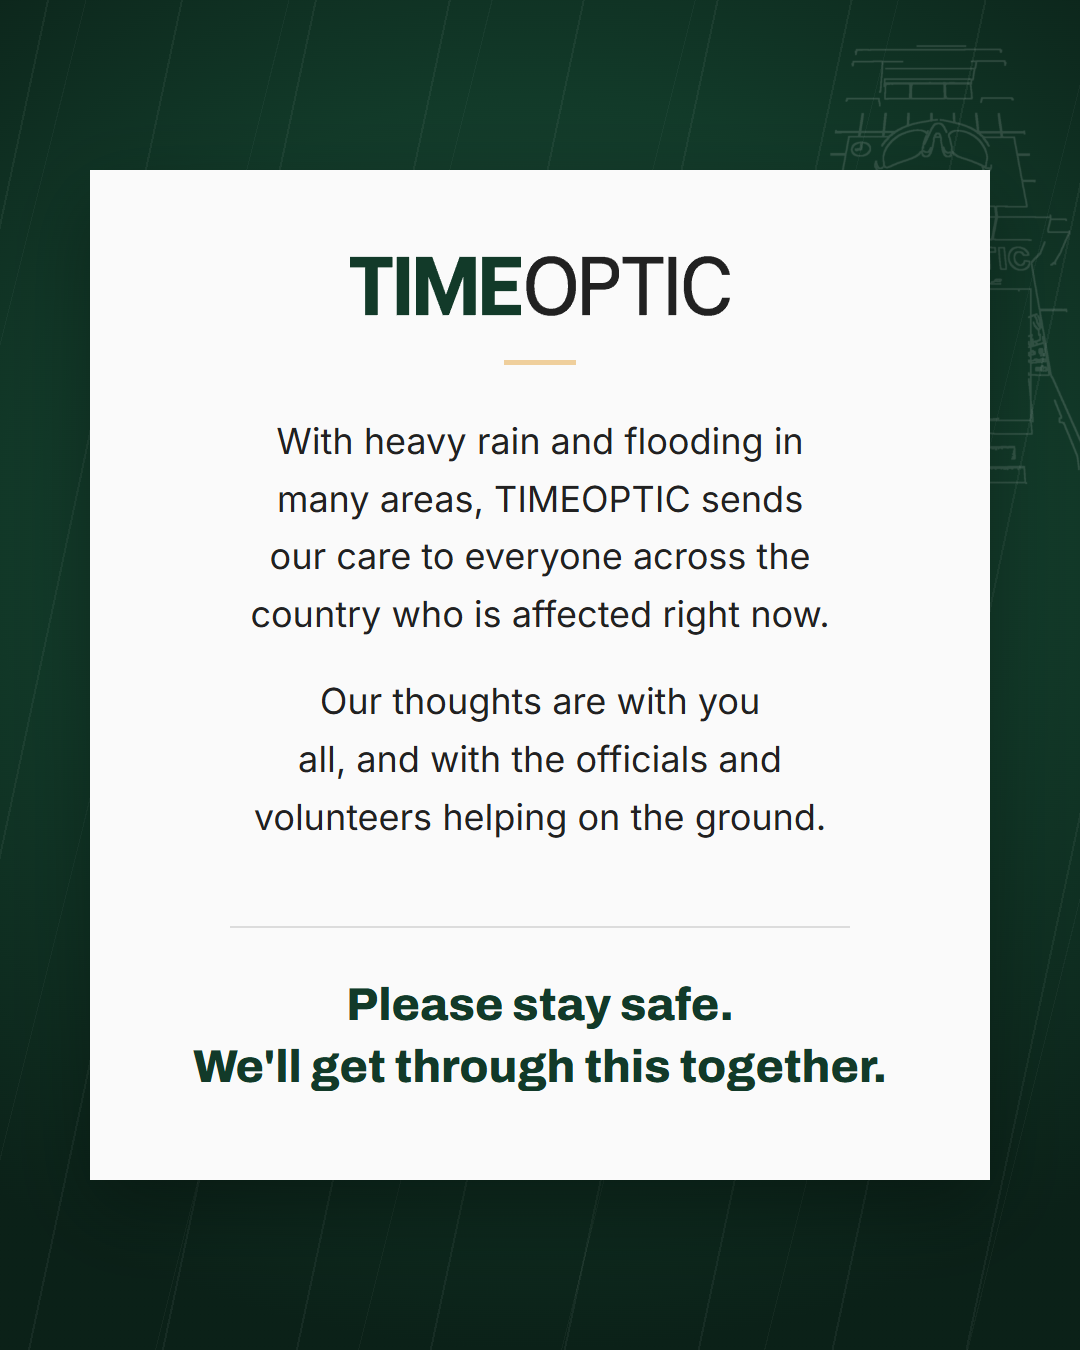 TIMEOPTIC
With heavy rain and flooding in
many areas, TIMEOPTIC sends
our care to everyone across the
country who is affected right now.
Our thoughts are with you
all, and with the officials and
volunteers helping on the ground.
Please stay safe.
We'll get through this together.